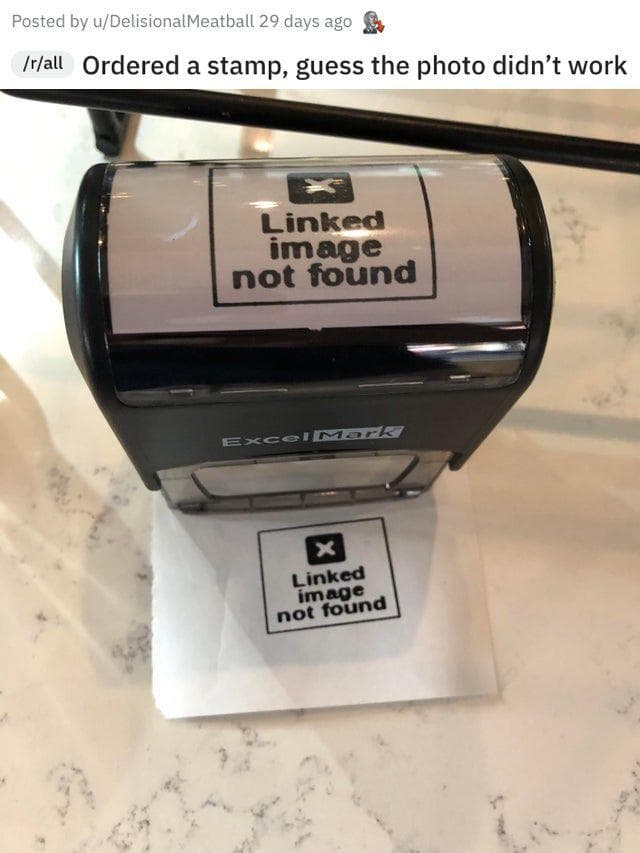 Posted by u/DelisionalMeatball 29 days ago
/r/all Ordered a stamp, guess the photo didn’t work
Linked
image
not found
ExcelMark
Linked
image
not found